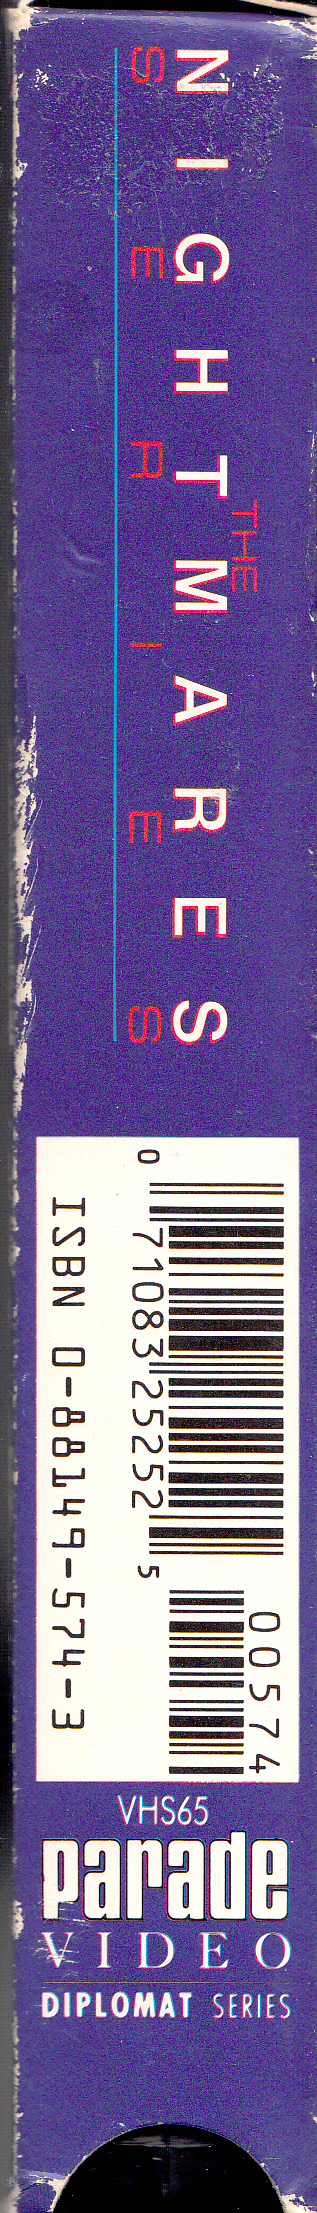 THE
NIGHTMARES
SERIES
0 71083 25252 5
00574
ISBN 0-88149-574-3
VHS65
parade
VIDEO
DIPLOMAT SERIES